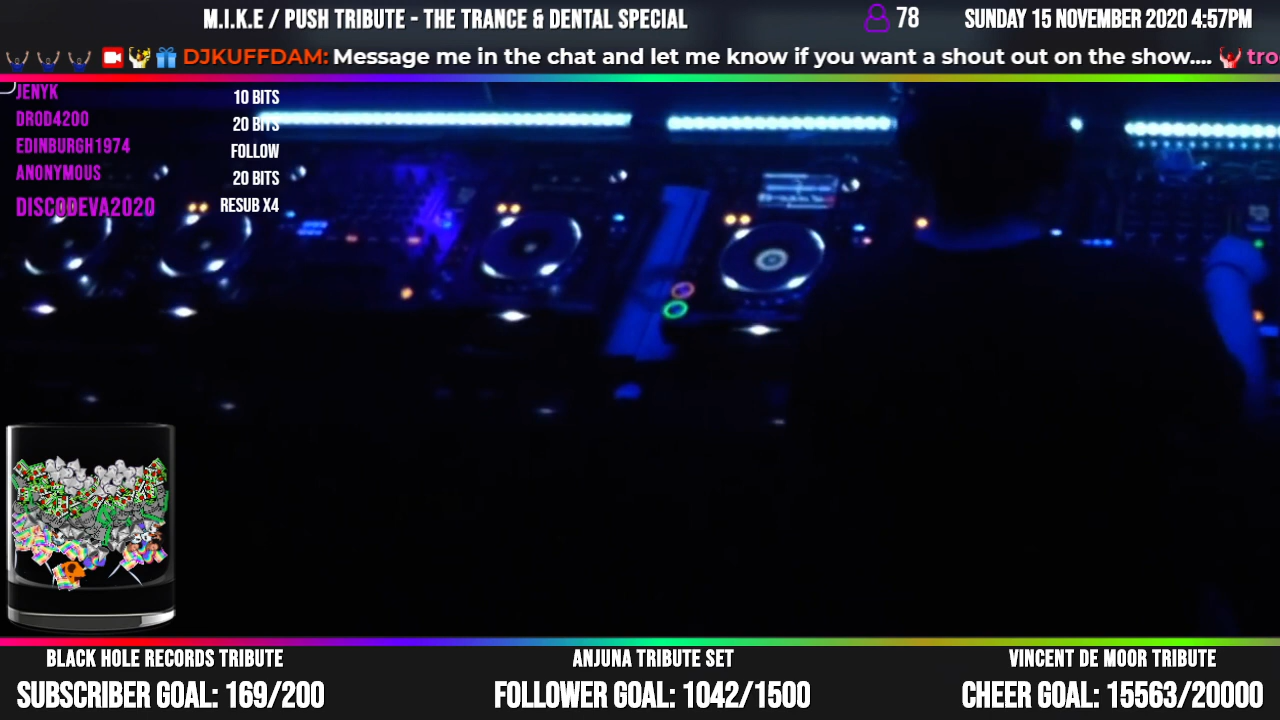 M.I.K.E / PUSH TRIBUTE - THE TRANCE & DENTAL SPECIAL
78
SUNDAY 15 NOVEMBER 2020 4:57PM
DJKUFFDAM: Message me in the chat and let me know if you want a shout out on the show.... tro
JENYK 10 BITS
DROD4200 20 BITS
EDINBURGH1974 FOLLOW
ANONYMOUS 20 BITS
DISCODEVA2020 RESUB X4
BLACK HOLE RECORDS TRIBUTE
SUBSCRIBER GOAL: 169/200
ANJUNA TRIBUTE SET
FOLLOWER GOAL: 1042/1500
VINCENT DE MOOR TRIBUTE
CHEER GOAL: 15563/20000